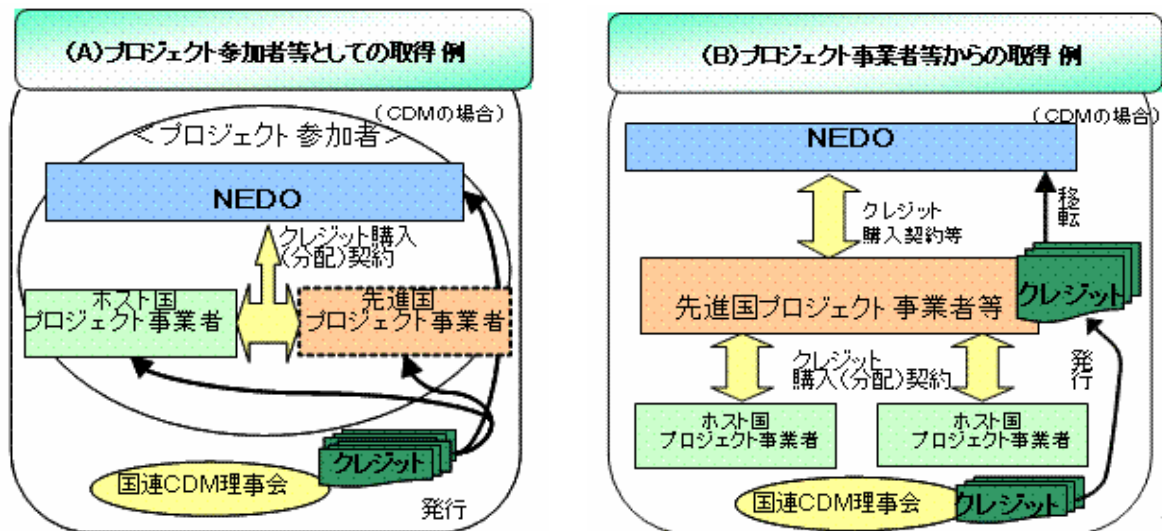 (A)プロジェクト参加者等としての取得 例
(CDMの場合)
＜プロジェクト 参加者＞
NEDO
クレジット購入
(分配)契約
ホスト国
プロジェクト事業者
先進国
プロジェクト事業者
クレジット
国連CDM理事会
発行
(B)プロジェクト事業者等からの取得 例
(CDMの場合)
NEDO
クレジット
購入契約等
移転
先進国プロジェクト 事業者等
クレジット
クレジット
購入(分配)契約
発行
ホスト国
プロジェクト事業者
ホスト国
プロジェクト事業者
国連CDM理事会
クレジット